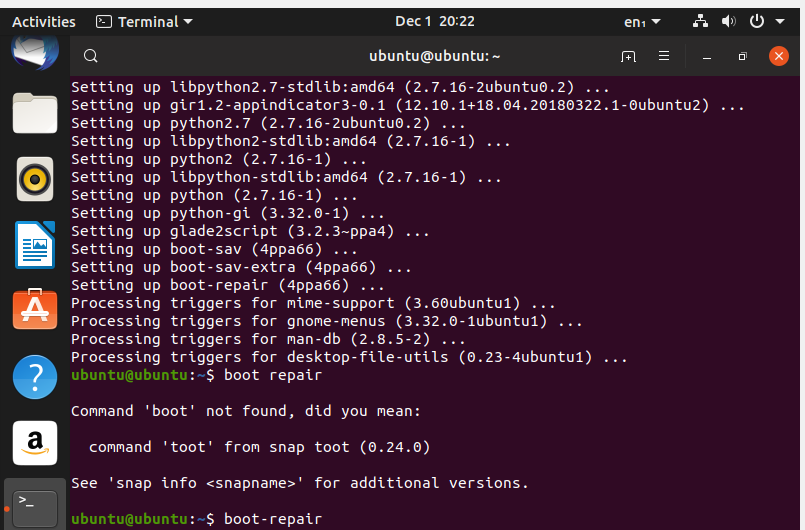 Activities Terminal Dec 1 20:22 en₁
ubuntu@ubuntu: ~
Setting up libpython2.7-stdlib:amd64 (2.7.16-2ubuntu0.2) ...
Setting up gir1.2-appindicator3-0.1 (12.10.1+18.04.20180322.1-0ubuntu2) ...
Setting up python2.7 (2.7.16-2ubuntu0.2) ...
Setting up libpython2-stdlib:amd64 (2.7.16-1) ...
Setting up python2 (2.7.16-1) ...
Setting up libpython-stdlib:amd64 (2.7.16-1) ...
Setting up python (2.7.16-1) ...
Setting up python-gi (3.32.0-1) ...
Setting up glade2script (3.2.3~ppa4) ...
Setting up boot-sav (4ppa66) ...
Setting up boot-sav-extra (4ppa66) ...
Setting up boot-repair (4ppa66) ...
Processing triggers for mime-support (3.60ubuntu1) ...
Processing triggers for gnome-menus (3.32.0-1ubuntu1) ...
Processing triggers for man-db (2.8.5-2) ...
Processing triggers for desktop-file-utils (0.23-4ubuntu1) ...
ubuntu@ubuntu:~$ boot repair
Command 'boot' not found, did you mean:
command 'toot' from snap toot (0.24.0)
See 'snap info <snapname>' for additional versions.
ubuntu@ubuntu:~$ boot-repair